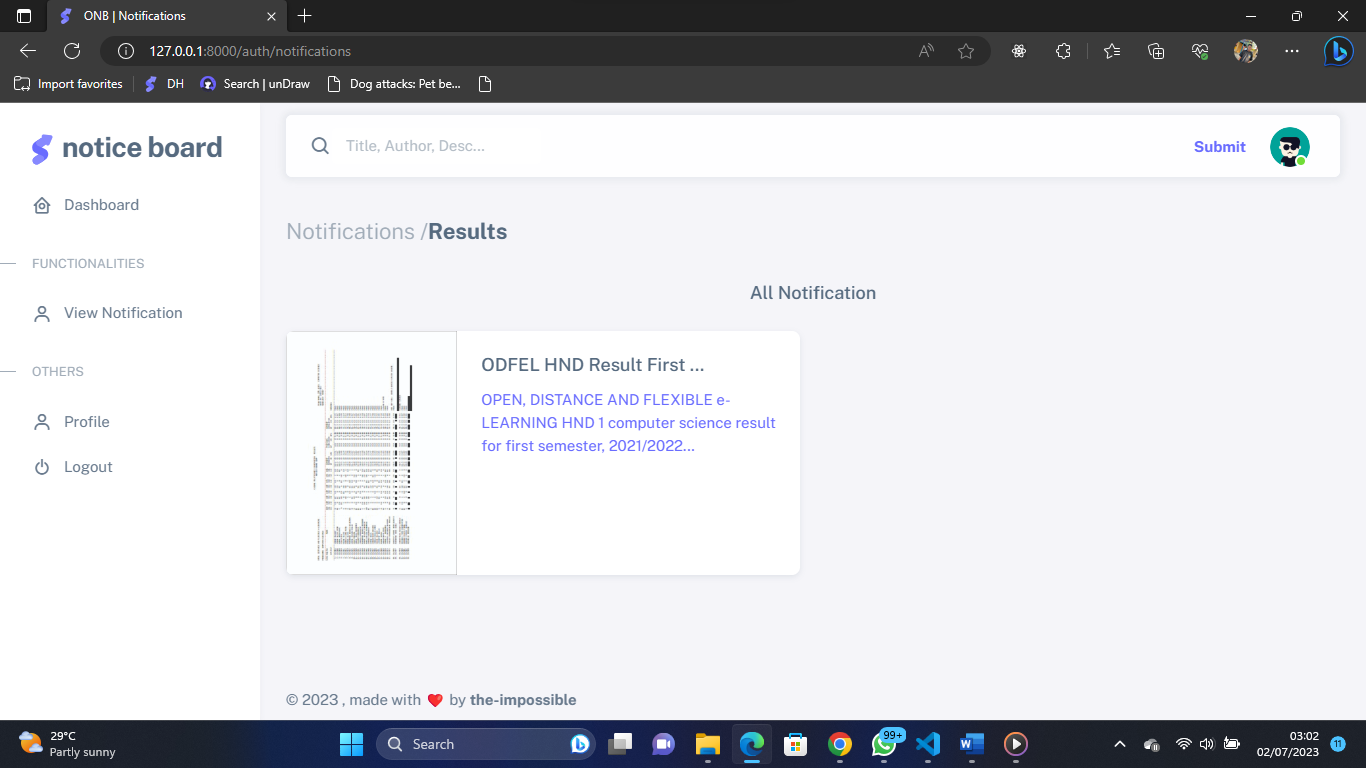 ONB | Notifications
127.0.0.1:8000/auth/notifications
Import favorites
DH
Search | unDraw
Dog attacks: Pet be...
notice board
Title, Author, Desc...
Submit
Dashboard
Notifications /Results
FUNCTIONALITIES
All Notification
View Notification
ODFEL HND Result First ...
OPEN, DISTANCE AND FLEXIBLE e-
LEARNING HND 1 computer science result
for first semester, 2021/2022...
OTHERS
Profile
Logout
© 2023 , made with ❤️ by the-impossible
29°C
Partly sunny
Search
99+
03:02
02/07/2023
11